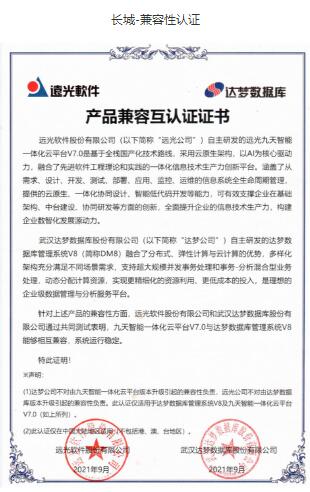 长城-兼容性认证
遠光軟件
达梦数据库
产品兼容互认证证书
远光软件股份有限公司（以下简称“远光公司”）自主研发的远光九天智能
一体化云平台V7.0是基于全栈国产化技术路线，采用云原生架构，以AI为核心驱动
力，融合了先进软件工程理论和实践的一体化信息技术生产力创新平台。涵盖了从
需求、设计、开发、测试、部署、应用、监控、运维的信息系统全生命周期管理，
提供的云原生、一体化协同设计、智能低代码开发等能力，可有效支撑企业在基础
架构、中台建设、协同研发等方面的创新，全面提升企业的信息技术生产力，构建
企业数智化发展源动力。
武汉达梦数据库股份有限公司（以下简称“达梦公司”）自主研发的达梦数
据库管理系统V8（简称DM8）融合了分布式、弹性计算与云计算的优势，多样化
架构充分满足不同场景需求，支持超大规模并发事务处理和事务-分析混合型业务
处理，动态分配计算资源，实现更精细化的资源利用、更低成本的投入，是理想的
企业级数据管理与分析服务平台。
针对上述产品的兼容性方面，远光软件股份有限公司和武汉达梦数据库股份有
限公司通过共同测试表明，九天智能一体化云平台V7.0与达梦数据库管理系统V8
能够相互兼容，系统运行稳定。
特此证明！
※声明：
(1)达梦公司不对由九天智能一体化云平台版本升级引起的兼容性负责，远光公司不对由达梦数据
库版本升级引起的兼容性负责。此认证仅适用于达梦数据库管理系统V8及九天智能一体化云平台
V7.0（如上所列）。
(2)此认证仅在中国大陆地区适用（不包括港、澳、台地区）。
远光软件股份有限公司
武汉达梦数据库股份有限公司
2021年9月
2021年9月